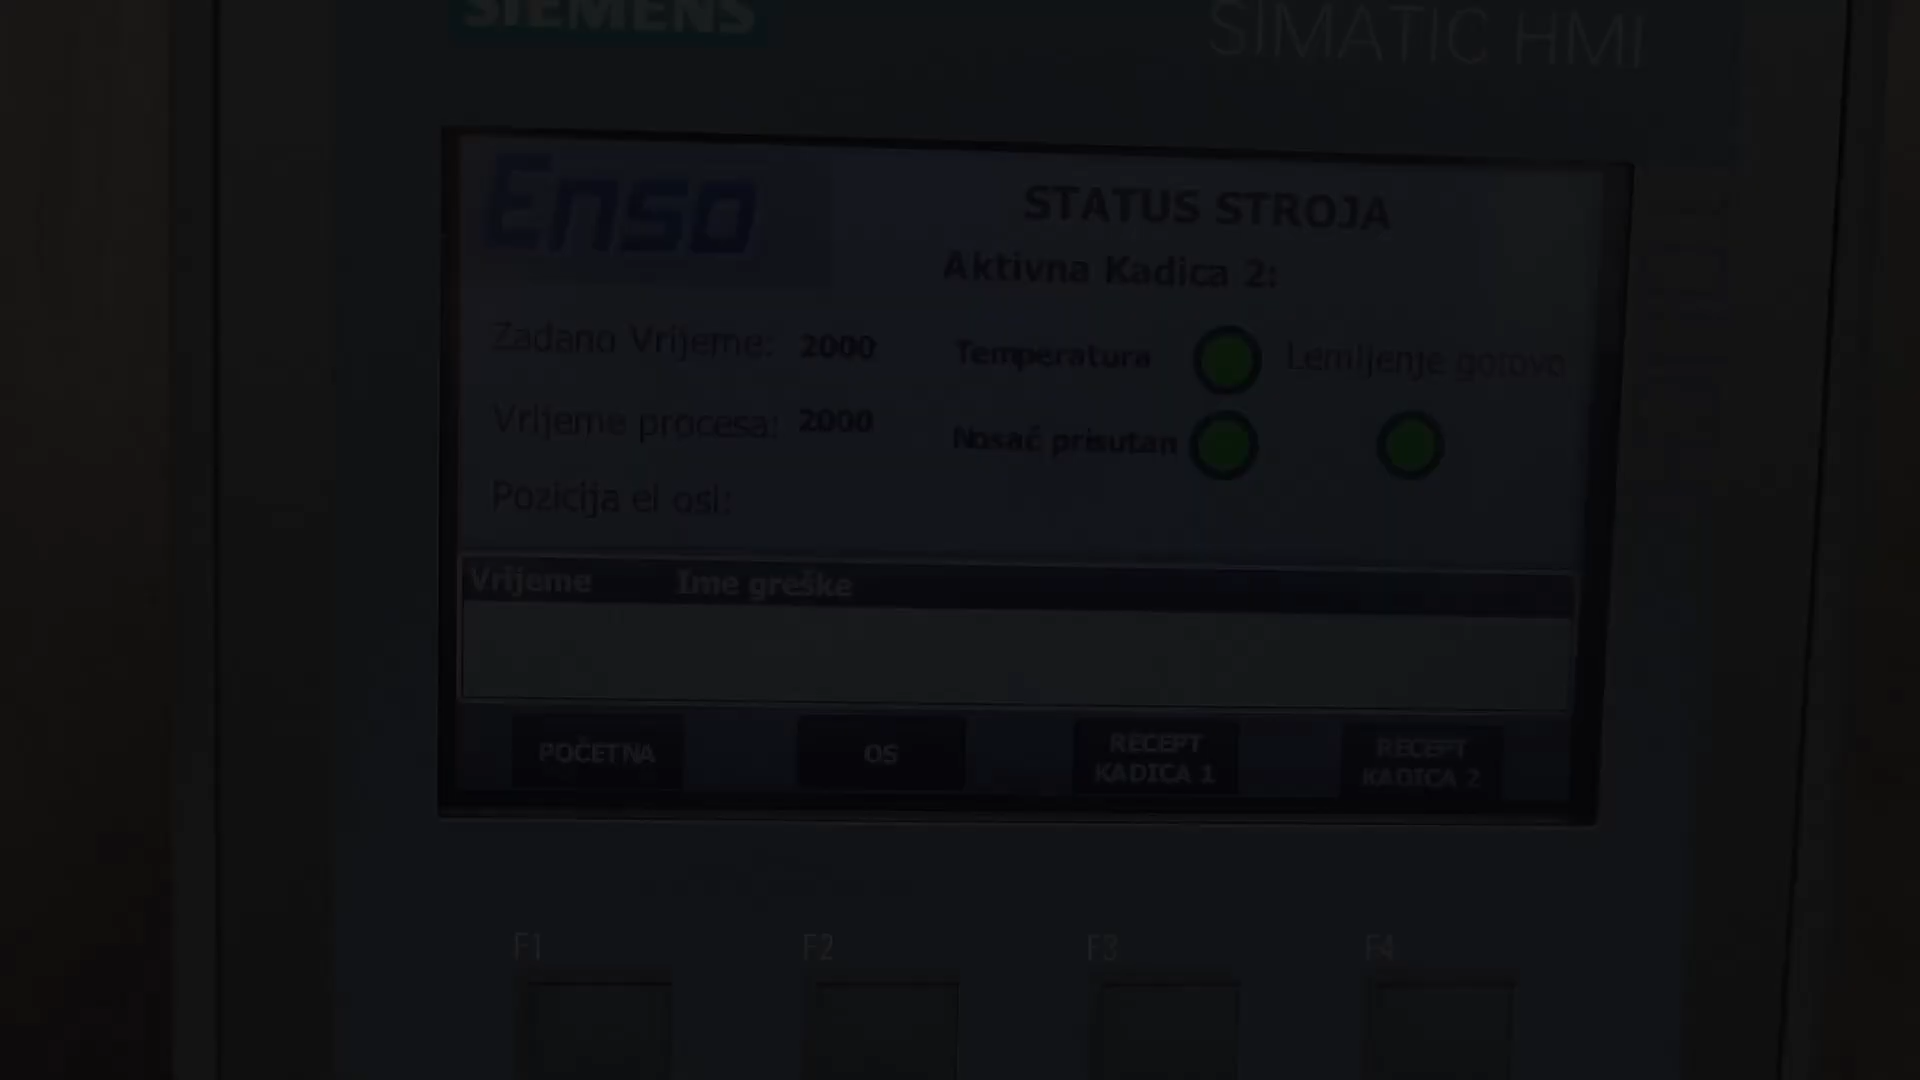 SIEMENS
SIMATIC HMI
Enso
STATUS STROJA
Aktivna Kadica 2:
Zadano Vrijeme: 2000
Temperatura
Lemljenje gotovo
Vrijeme procesa: 2000
Nosač prisutan
Pozicija el osi:
Vrijeme Ime greške
POČETNA
OS
RECEPT
KADICA 1
RECEPT
KADICA 2
F1 F2 F3 F4